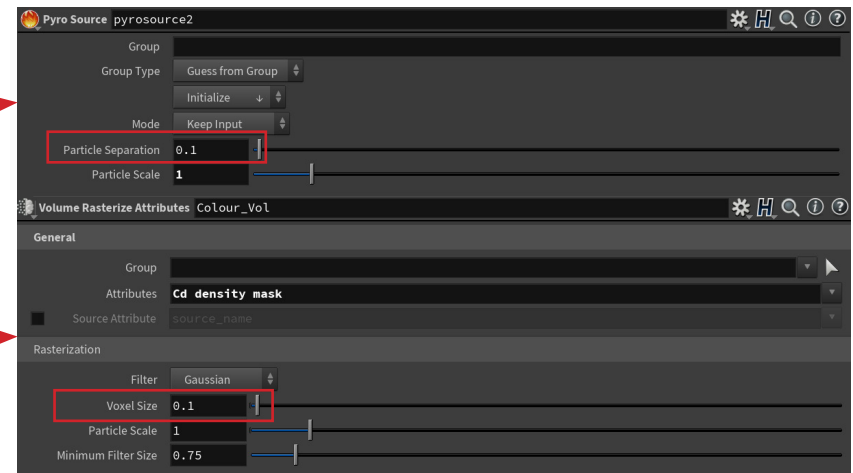 Pyro Source pyrosource2
Group
Group Type Guess from Group
Initialize
Mode Keep Input
Particle Separation 0.1
Particle Scale 1
Volume Rasterize Attributes Colour_Vol
General
Group
Attributes Cd density mask
Source Attribute source_name
Rasterization
Filter Gaussian
Voxel Size 0.1
Particle Scale 1
Minimum Filter Size 0.75